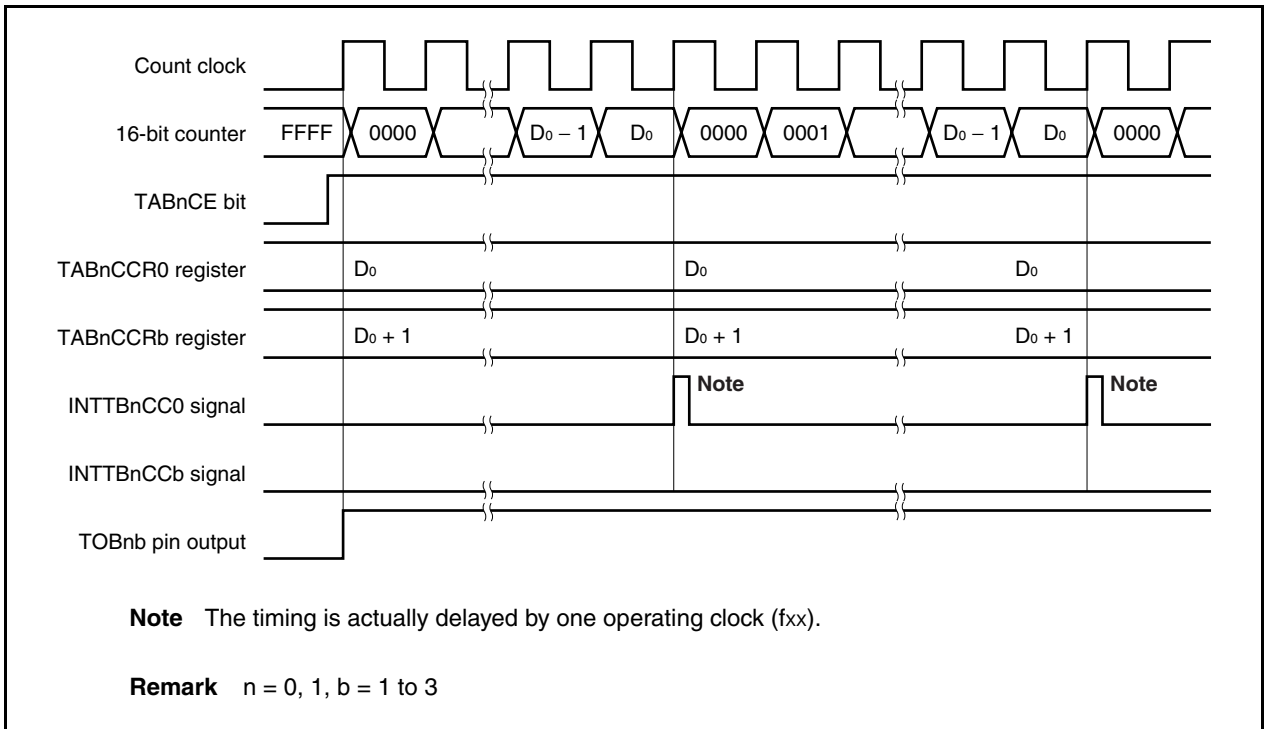 Count clock
16-bit counter FFFF 0000 D0 − 1 D0 0000 0001 D0 − 1 D0 0000
TABnCE bit
TABnCCR0 register D0 D0 D0
TABnCCRb register D0 + 1 D0 + 1 D0 + 1
INTTBnCC0 signal Note Note
INTTBnCCb signal
TOBnb pin output
Note The timing is actually delayed by one operating clock (fxx).
Remark n = 0, 1, b = 1 to 3